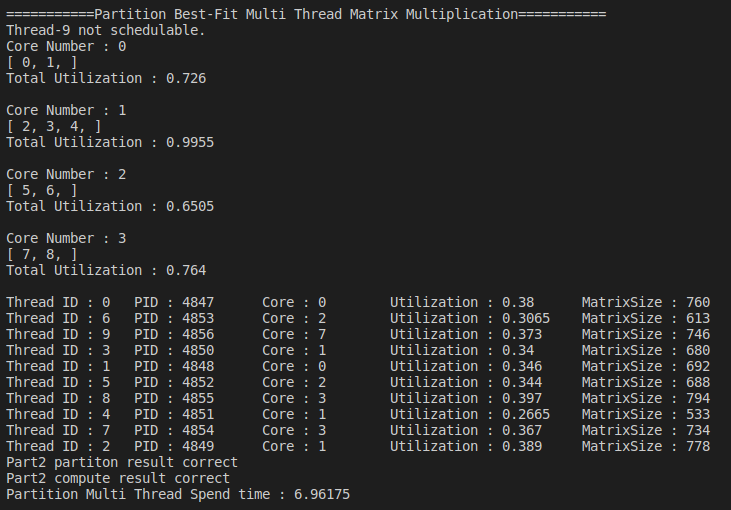 ===========Partition Best-Fit Multi Thread Matrix Multiplication===========
Thread-9 not schedulable.
Core Number : 0
[ 0, 1, ]
Total Utilization : 0.726
Core Number : 1
[ 2, 3, 4, ]
Total Utilization : 0.9955
Core Number : 2
[ 5, 6, ]
Total Utilization : 0.6505
Core Number : 3
[ 7, 8, ]
Total Utilization : 0.764
Thread ID : 0   PID : 4847      Core : 0        Utilization : 0.38      MatrixSize : 760
Thread ID : 6   PID : 4853      Core : 2        Utilization : 0.3065    MatrixSize : 613
Thread ID : 9   PID : 4856      Core : 7        Utilization : 0.373     MatrixSize : 746
Thread ID : 3   PID : 4850      Core : 1        Utilization : 0.34      MatrixSize : 680
Thread ID : 1   PID : 4848      Core : 0        Utilization : 0.346     MatrixSize : 692
Thread ID : 5   PID : 4852      Core : 2        Utilization : 0.344     MatrixSize : 688
Thread ID : 8   PID : 4855      Core : 3        Utilization : 0.397     MatrixSize : 794
Thread ID : 4   PID : 4851      Core : 1        Utilization : 0.2665    MatrixSize : 533
Thread ID : 7   PID : 4854      Core : 3        Utilization : 0.367     MatrixSize : 734
Thread ID : 2   PID : 4849      Core : 1        Utilization : 0.389     MatrixSize : 778
Part2 partiton result correct
Part2 compute result correct
Partition Multi Thread Spend time : 6.96175